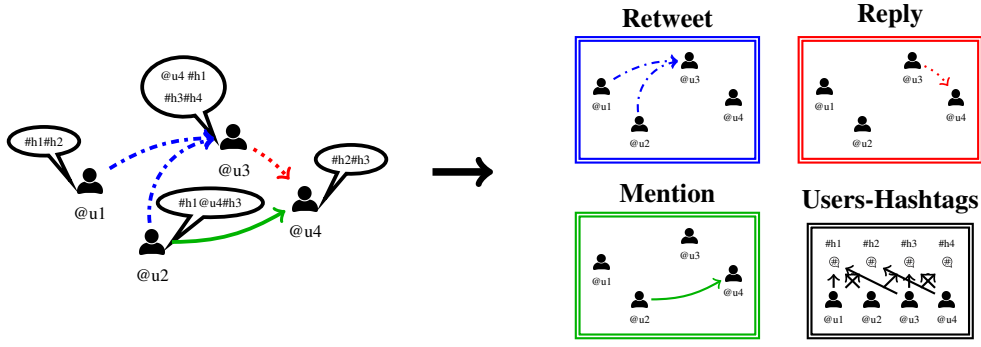 @u4 #h1
#h3#h4
#h1#h2
@u3
#h2#h3
@u1
#h1@u4#h3
@u4
@u2
Retweet
@u3
@u1
@u4
@u2
Reply
@u3
@u1
@u4
@u2
Mention
@u3
@u1
@u4
@u2
Users-Hashtags
#h1 #h2 #h3 #h4
# # # #
@u1 @u2 @u3 @u4